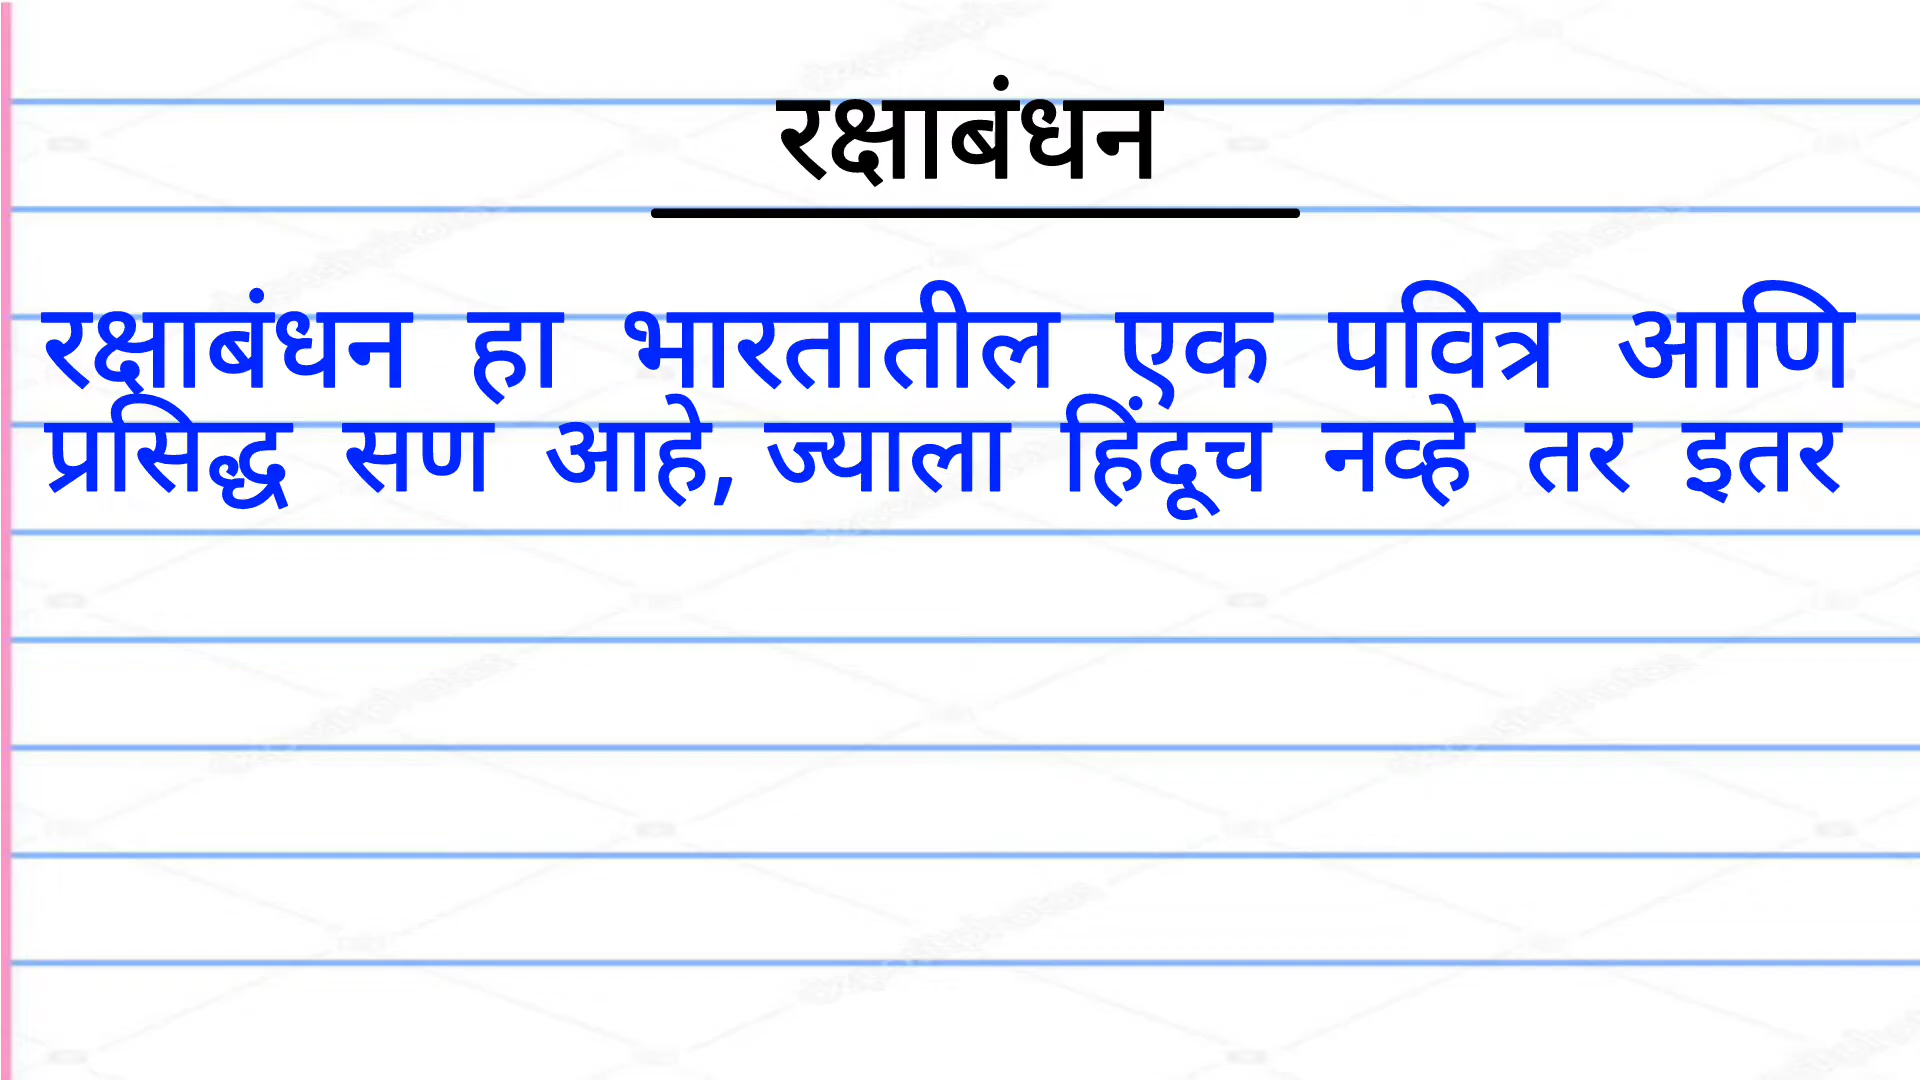 रक्षाबंधन
रक्षाबंधन हा भारतातील एक पवित्र आणि
प्रसिद्ध सण आहे, ज्याला हिंदूच नव्हे तर इतर